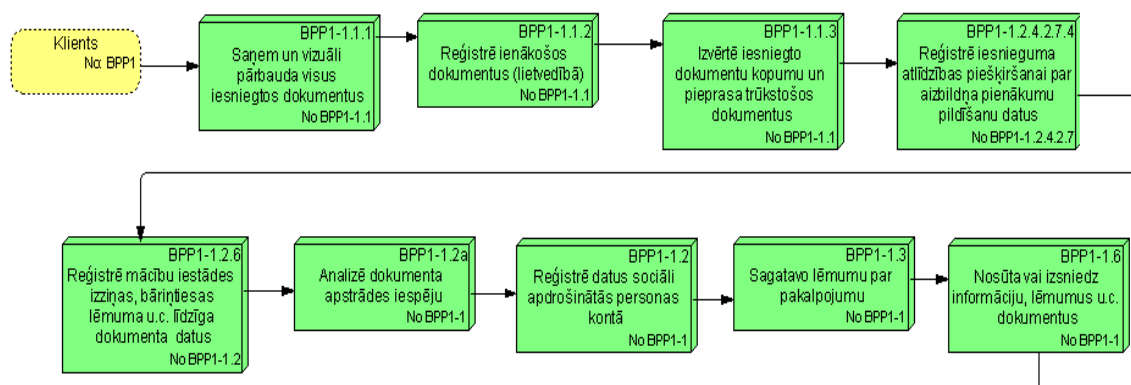 Klients
No: BPP1
BPP1-1.1.1
Saņem un vizuāli
pārbauda visus
iesniegtos dokumentus
No BPP1-1.1
BPP1-1.1.2
Reģistrē ienākošos
dokumentus (lietvedībā)
No BPP1-1.1
BPP1-1.1.3
Izvērtē iesniegto
dokumentu kopumu un
pieprasa trūkstošos
dokumentus
No BPP1-1.1
BPP1-1.2.4.2.7.4
Reģistrē iesnieguma
atlīdzības piešķiršanai par
aizbildņa pienākumu
pildīšanu datus
No BPP1-1.2.4.2.7
BPP1-1.2.6
Reģistrē mācību iestādes
izziņas, bāriņtiesas
lēmuma u.c. līdzīga
dokumenta datus
No BPP1-1.2
BPP1-1.2a
Analizē dokumenta
apstrādes iespēju
No BPP1-1
BPP1-1.2
Reģistrē datus sociāli
apdrošinātās personas
kontā
No BPP1-1
BPP1-1.3
Sagatavo lēmumu par
pakalpojumu
No BPP1-1
BPP1-1.6
Nosūta vai izsniedz
informāciju, lēmumus u.c.
dokumentus
No BPP1-1